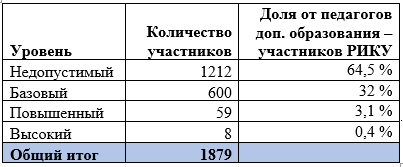 Уровень Количество участников Доля от педагогов доп. образования – участников РИКУ
Недопустимый 1212 64,5 %
Базовый 600 32 %
Повышенный 59 3,1 %
Высокий 8 0,4 %
Общий итог 1879